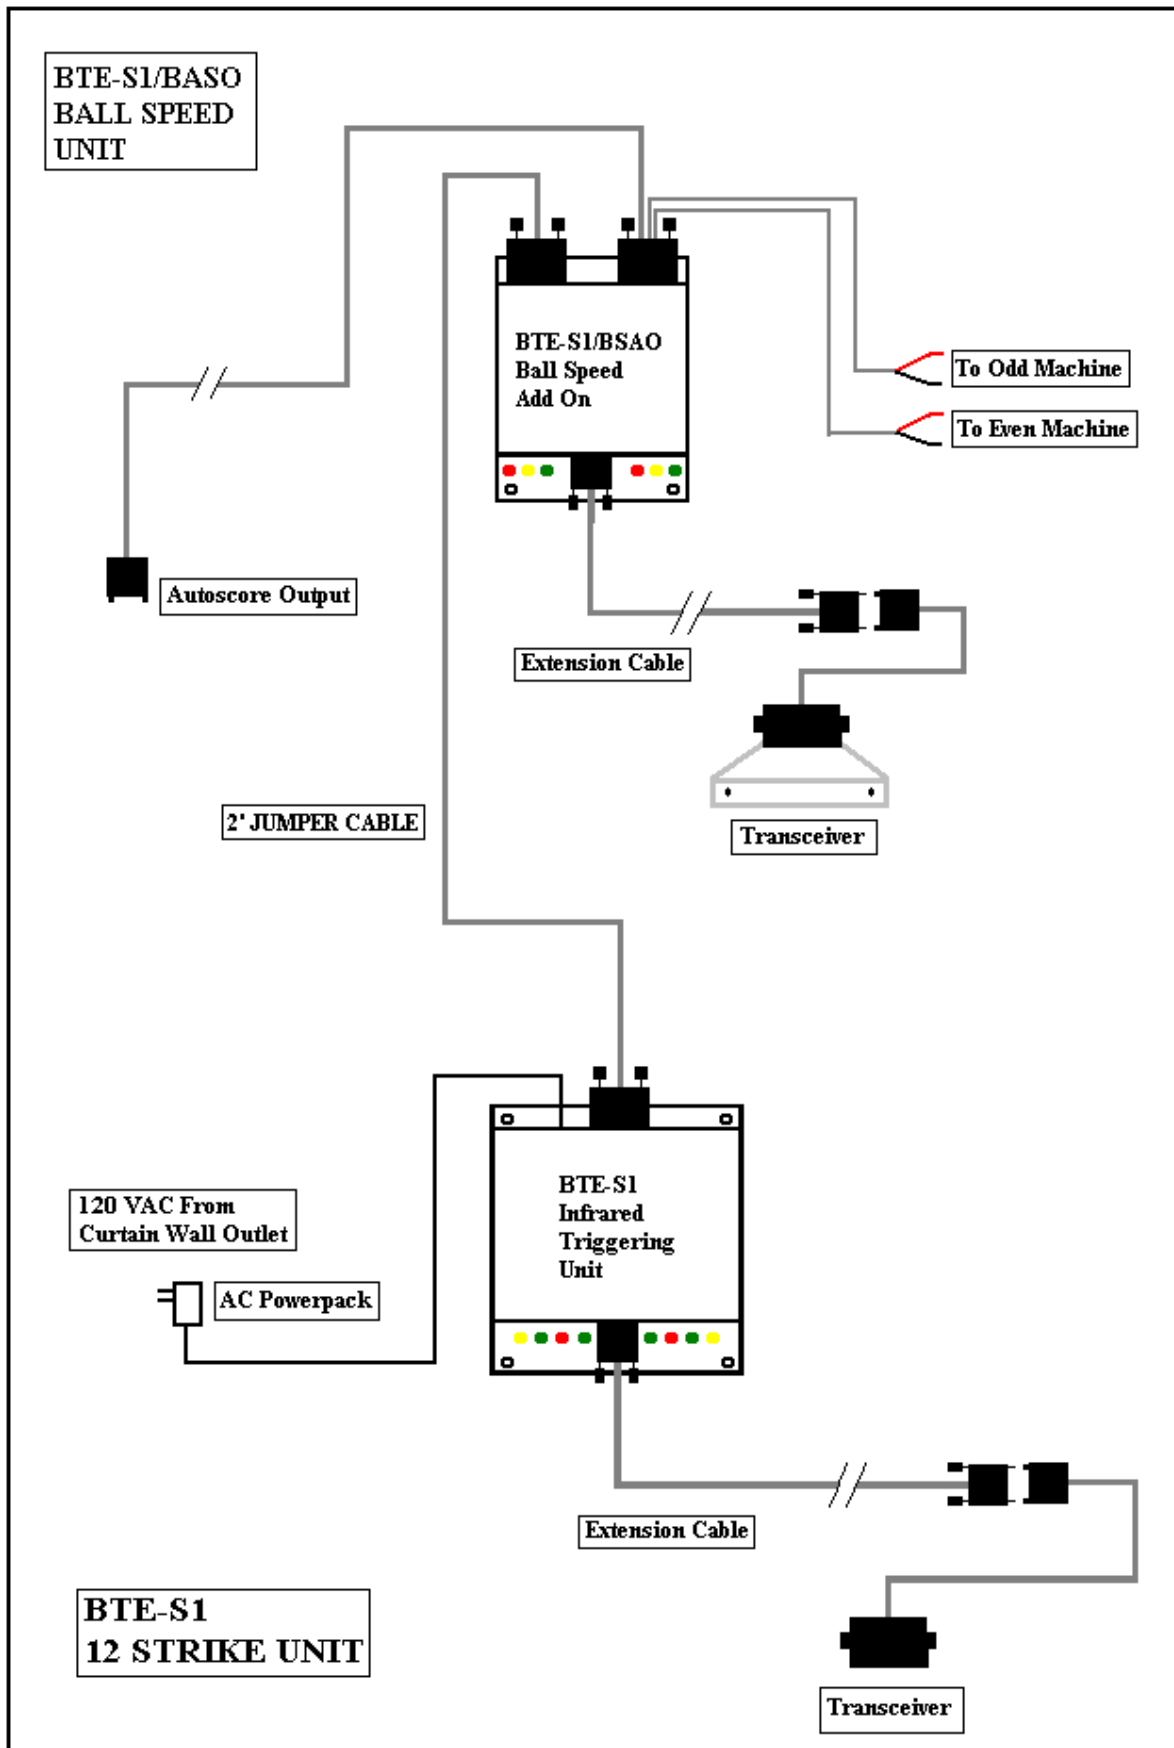 BTE-S1/BASO
BALL SPEED
UNIT
BTE-S1/BSAO
Ball Speed
Add On
To Odd Machine
To Even Machine
Autoscore Output
Extension Cable
Transceiver
2' JUMPER CABLE
120 VAC From
Curtain Wall Outlet
AC Powerpack
BTE-S1
Infrared
Triggering
Unit
Extension Cable
BTE-S1
12 STRIKE UNIT
Transceiver